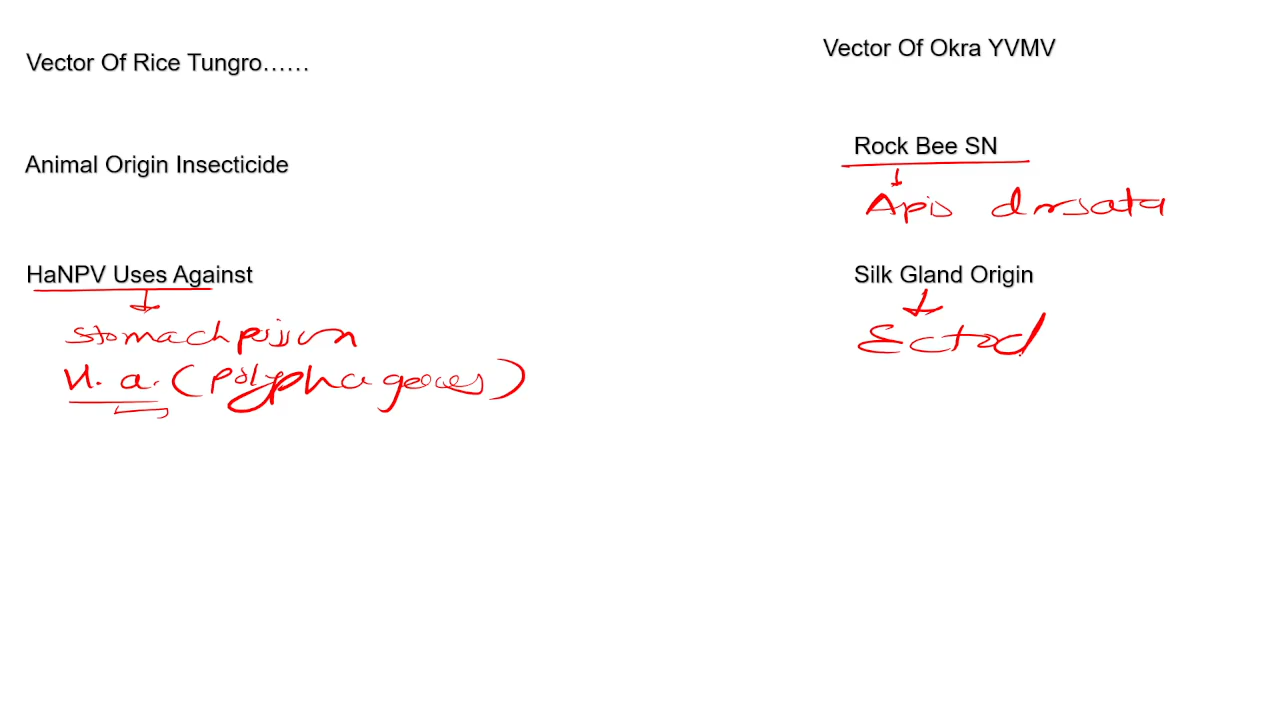 Vector Of Rice Tungro……
Animal Origin Insecticide
HaNPV Uses Against
stomach poison
H. a. (polyphageoes)
Vector Of Okra YVMV
Rock Bee SN
Apis dorsata
Silk Gland Origin
Ectod